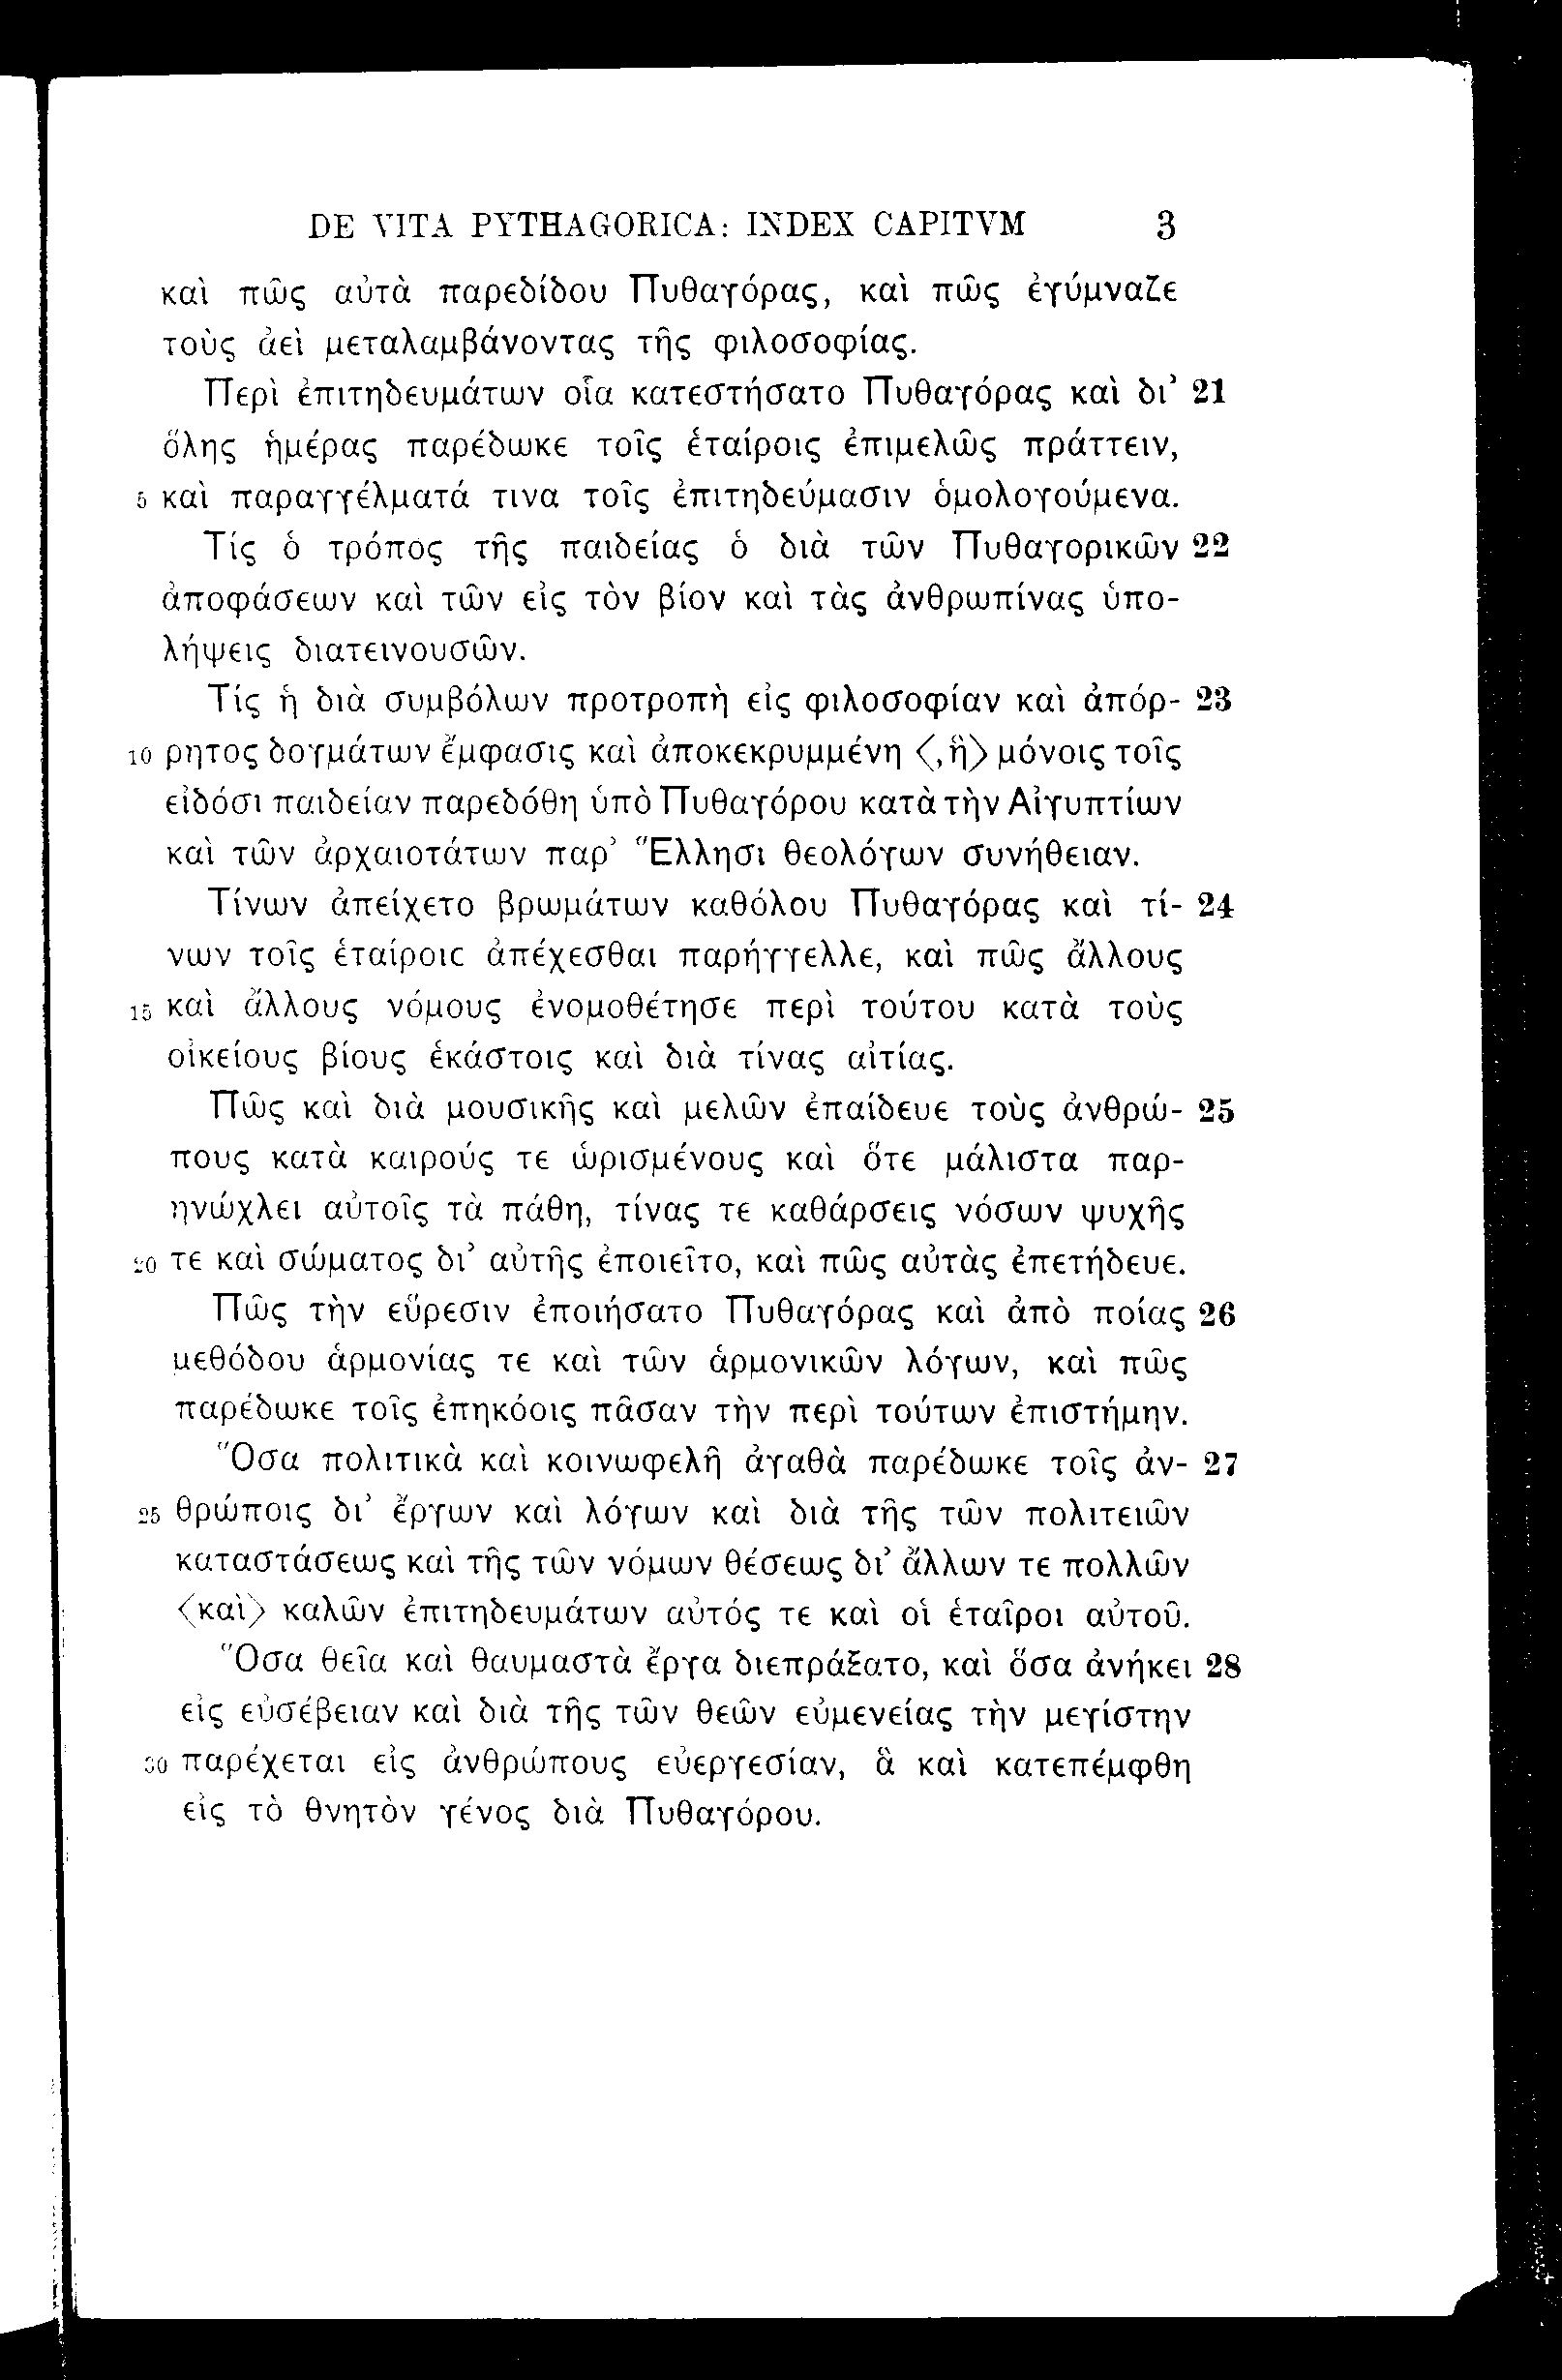 DE VITA PYTHAGORICA: INDEX CAPITVM 3
καὶ πῶς αὐτὰ παρεδίδου Πυθαγόρας, καὶ πῶς ἐγύμναζε
τοὺς ἀεὶ μεταλαμβάνοντας τῆς φιλοσοφίας.
Περὶ ἐπιτηδευμάτων οἷα κατεστήσατο Πυθαγόρας καὶ δι’ 21
ὅλης ἡμέρας παρέδωκε τοῖς ἑταίροις ἐπιμελῶς πράττειν,
5 καὶ παραγγέλματά τινα τοῖς ἐπιτηδεύμασιν ὁμολογούμενα.
Τίς ὁ τρόπος τῆς παιδείας ὁ διὰ τῶν Πυθαγορικῶν 22
ἀποφάσεων καὶ τῶν εἰς τὸν βίον καὶ τὰς ἀνθρωπίνας ὑπο-
λήψεις διατεινουσῶν.
Τίς ἡ διὰ συμβόλων προτροπὴ εἰς φιλοσοφίαν καὶ ἀπόρ- 23
10 ρητος δογμάτων ἔμφασις καὶ ἀποκεκρυμμένη 〈, ἣ〉 μόνοις τοῖς
εἰδόσι παιδείαν παρεδόθη ὑπὸ Πυθαγόρου κατὰ τὴν Αἰγυπτίων
καὶ τῶν ἀρχαιοτάτων παρ’ Ἕλλησι θεολόγων συνήθειαν.
Τίνων ἀπείχετο βρωμάτων καθόλου Πυθαγόρας καὶ τί- 24
νων τοῖς ἑταίροις ἀπέχεσθαι παρήγγελλε, καὶ πῶς ἄλλους
15 καὶ ἄλλους νόμους ἐνομοθέτησε περὶ τούτου κατὰ τοὺς
οἰκείους βίους ἑκάστοις καὶ διὰ τίνας αἰτίας.
Πῶς καὶ διὰ μουσικῆς καὶ μελῶν ἐπαίδευε τοὺς ἀνθρώ- 25
πους κατὰ καιρούς τε ὡρισμένους καὶ ὅτε μάλιστα παρ-
ηνώχλει αὐτοῖς τὰ πάθη, τίνας τε καθάρσεις νόσων ψυχῆς
20 τε καὶ σώματος δι’ αὐτῆς ἐποιεῖτο, καὶ πῶς αὐτὰς ἐπετήδευε.
Πῶς τὴν εὕρεσιν ἐποιήσατο Πυθαγόρας καὶ ἀπὸ ποίας 26
μεθόδου ἁρμονίας τε καὶ τῶν ἁρμονικῶν λόγων, καὶ πῶς
παρέδωκε τοῖς ἐπηκόοις πᾶσαν τὴν περὶ τούτων ἐπιστήμην.
Ὅσα πολιτικὰ καὶ κοινωφελῆ ἀγαθὰ παρέδωκε τοῖς ἀν- 27
25 θρώποις δι’ ἔργων καὶ λόγων καὶ διὰ τῆς τῶν πολιτειῶν
καταστάσεως καὶ τῆς τῶν νόμων θέσεως δι’ ἄλλων τε πολλῶν
〈καὶ〉 καλῶν ἐπιτηδευμάτων αὐτός τε καὶ οἱ ἑταῖροι αὐτοῦ.
Ὅσα θεῖα καὶ θαυμαστὰ ἔργα διεπράξατο, καὶ ὅσα ἀνήκει 28
εἰς εὐσέβειαν καὶ διὰ τῆς τῶν θεῶν εὐμενείας τὴν μεγίστην
30 παρέχεται εἰς ἀνθρώπους εὐεργεσίαν, ἃ καὶ κατεπέμφθη
εἰς τὸ θνητὸν γένος διὰ Πυθαγόρου.